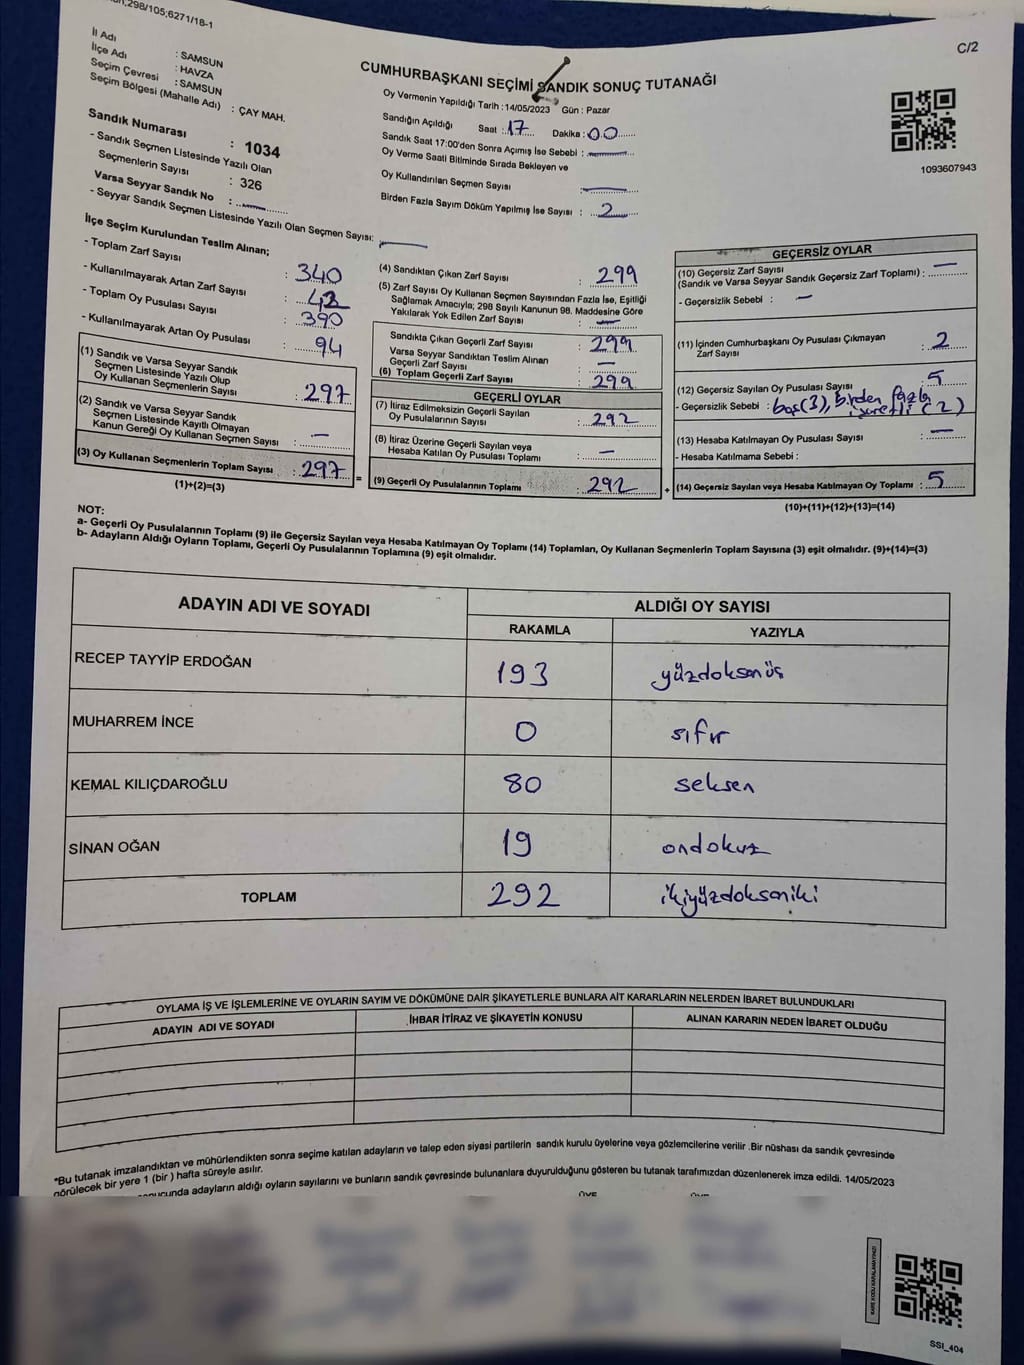 298/105;6271/18-1
C/2
İl Adı : SAMSUN
İlçe Adı : HAVZA
Seçim Çevresi : SAMSUN
Seçim Bölgesi (Mahalle Adı) : ÇAY MAH.
Sandık Numarası : 1034
- Sandık Seçmen Listesinde Yazılı Olan
Seçmenlerin Sayısı : 326
Varsa Seyyar Sandık No : —
- Seyyar Sandık Seçmen Listesinde Yazılı Olan Seçmen Sayısı: —
CUMHURBAŞKANI SEÇİMİ SANDIK SONUÇ TUTANAĞI
Oy Vermenin Yapıldığı Tarih : 14/05/2023 Gün : Pazar
Sandığın Açıldığı Saat : 17 Dakika : 00
Sandık Saat 17:00'den Sonra Açımış İse Sebebi : —
Oy Verme Saati Bitiminde Sırada Bekleyen ve
Oy Kullandırılan Seçmen Sayısı : —
Birden Fazla Sayım Döküm Yapılmış İse Sayısı : 2
1093607943
İlçe Seçim Kurulundan Teslim Alınan;
- Toplam Zarf Sayısı : 340
- Kullanılmayarak Artan Zarf Sayısı : 42
- Toplam Oy Pusulası Sayısı : 390
- Kullanılmayarak Artan Oy Pusulası : 94
(1) Sandık ve Varsa Seyyar Sandık
Seçmen Listesinde Yazılı Olup
Oy Kullanan Seçmenlerin Sayısı : 297
(2) Sandık ve Varsa Seyyar Sandık
Seçmen Listesinde Kayıtlı Olmayan
Kanun Gereği Oy Kullanan Seçmen Sayısı : —
(3) Oy Kullanan Seçmenlerin Toplam Sayısı : 297 =
(1)+(2)=(3)
(4) Sandıktan Çıkan Zarf Sayısı : 299
(5) Zarf Sayısı Oy Kullanan Seçmen Sayısından Fazla İse, Eşitliği
Sağlamak Amacıyla; 298 Sayılı Kanunun 98. Maddesine Göre
Yakılarak Yok Edilen Zarf Sayısı : —
Sandıkta Çıkan Geçerli Zarf Sayısı : 299
Varsa Seyyar Sandıktan Teslim Alınan
Geçerli Zarf Sayısı : —
(6) Toplam Geçerli Zarf Sayısı : 299
GEÇERLİ OYLAR
(7) İtiraz Edilmeksizin Geçerli Sayılan
Oy Pusulalarının Sayısı : 292
(8) İtiraz Üzerine Geçerli Sayılan veya
Hesaba Katılan Oy Pusulası Toplamı : —
(9) Geçerli Oy Pusulalarının Toplamı : 292 +
GEÇERSİZ OYLAR
(10) Geçersiz Zarf Sayısı
(Sandık ve Varsa Seyyar Sandık Geçersiz Zarf Toplamı) : —
- Geçersizlik Sebebi : —
(11) İçinden Cumhurbaşkanı Oy Pusulası Çıkmayan
Zarf Sayısı : 2
(12) Geçersiz Sayılan Oy Pusulası Sayısı : 5
- Geçersizlik Sebebi : boş(3), birden fazla
işaretli (2)
(13) Hesaba Katılmayan Oy Pusulası Sayısı : —
- Hesaba Katılmama Sebebi :
(14) Geçersiz Sayılan veya Hesaba Katılmayan Oy Toplamı : 5
(10)+(11)+(12)+(13)=(14)
NOT:
a- Geçerli Oy Pusulalarının Toplamı (9) ile Geçersiz Sayılan veya Hesaba Katılmayan Oy Toplamı (14) Toplamları, Oy Kullanan Seçmenlerin Toplam Sayısına (3) eşit olmalıdır. (9)+(14)=(3)
b- Adayların Aldığı Oyların Toplamı, Geçerli Oy Pusulalarının Toplamına (9) eşit olmalıdır.
ADAYIN ADI VE SOYADI ALDIĞI OY SAYISI
RAKAMLA YAZIYLA
RECEP TAYYİP ERDOĞAN 193 yüzdoksanüç
MUHARREM İNCE 0 sıfır
KEMAL KILIÇDAROĞLU 80 seksen
SİNAN OĞAN 19 ondokuz
TOPLAM 292 ikiyüzdoksaniki
OYLAMA İŞ VE İŞLEMLERİNE VE OYLARIN SAYIM VE DÖKÜMÜNE DAİR ŞİKAYETLERLE BUNLARA AİT KARARLARIN NELERDEN İBARET BULUNDUKLARI
ADAYIN ADI VE SOYADI İHBAR İTİRAZ VE ŞİKAYETİN KONUSU ALINAN KARARIN NEDEN İBARET OLDUĞU
*Bu tutanak imzalandıktan ve mühürlendikten sonra seçime katılan adayların ve talep eden siyasi partilerin sandık kurulu üyelerine veya gözlemcilerine verilir .Bir nüshası da sandık çevresinde
görülecek bir yere 1 (bir ) hafta süreyle asılır.
adayların aldığı oyların sayılarını ve bunların sandık çevresinde bulunanlara duyurulduğunu gösteren bu tutanak tarafımızdan düzenlenerek imza edildi. 14/05/2023
ÜYE
KARE KODU KARALAMAYINIZ!
SSI_404